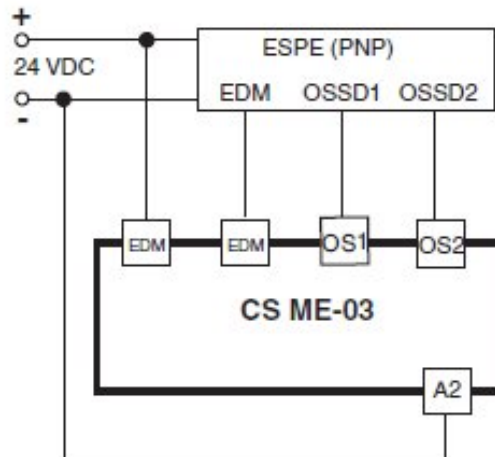 +
ESPE (PNP)
24 VDC
EDM OSSD1 OSSD2
-
EDM EDM OS1 OS2
CS ME-03
A2